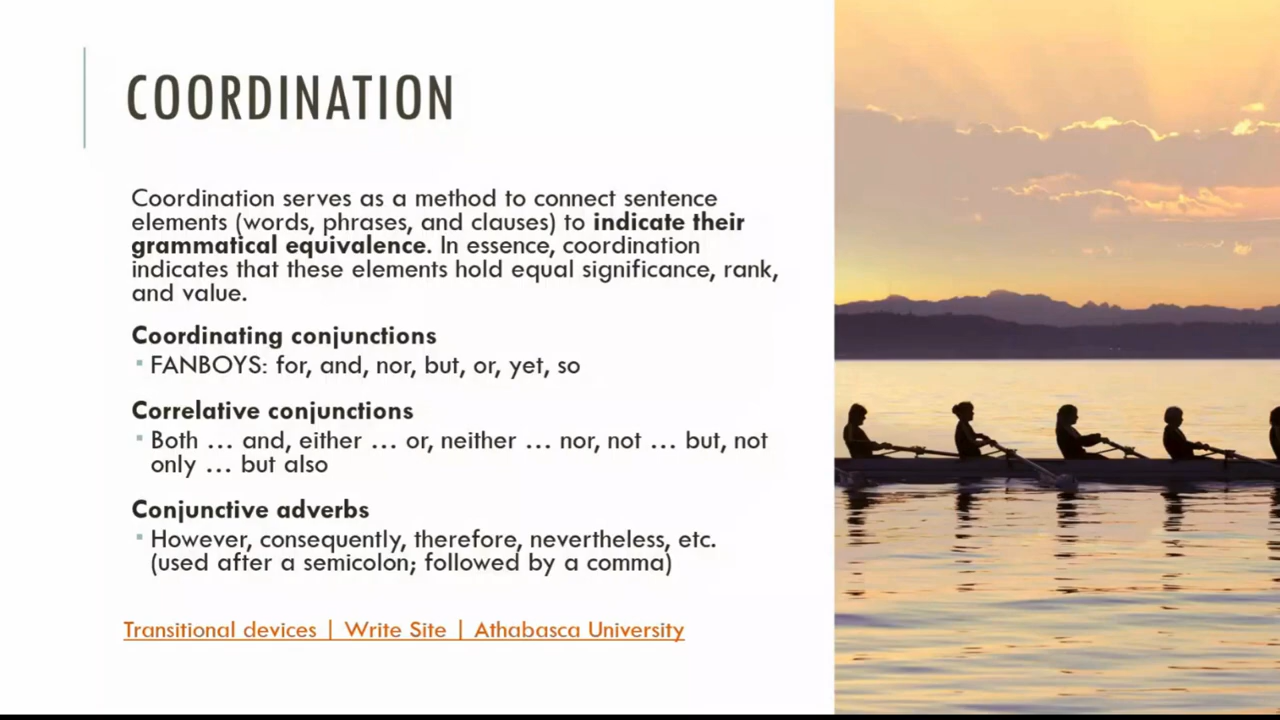 COORDINATION
Coordination serves as a method to connect sentence
elements (words, phrases, and clauses) to indicate their
grammatical equivalence. In essence, coordination
indicates that these elements hold equal significance, rank,
and value.
Coordinating conjunctions
▪ FANBOYS: for, and, nor, but, or, yet, so
Correlative conjunctions
▪ Both … and, either … or, neither … nor, not … but, not
only … but also
Conjunctive adverbs
▪ However, consequently, therefore, nevertheless, etc.
(used after a semicolon; followed by a comma)
Transitional devices | Write Site | Athabasca University